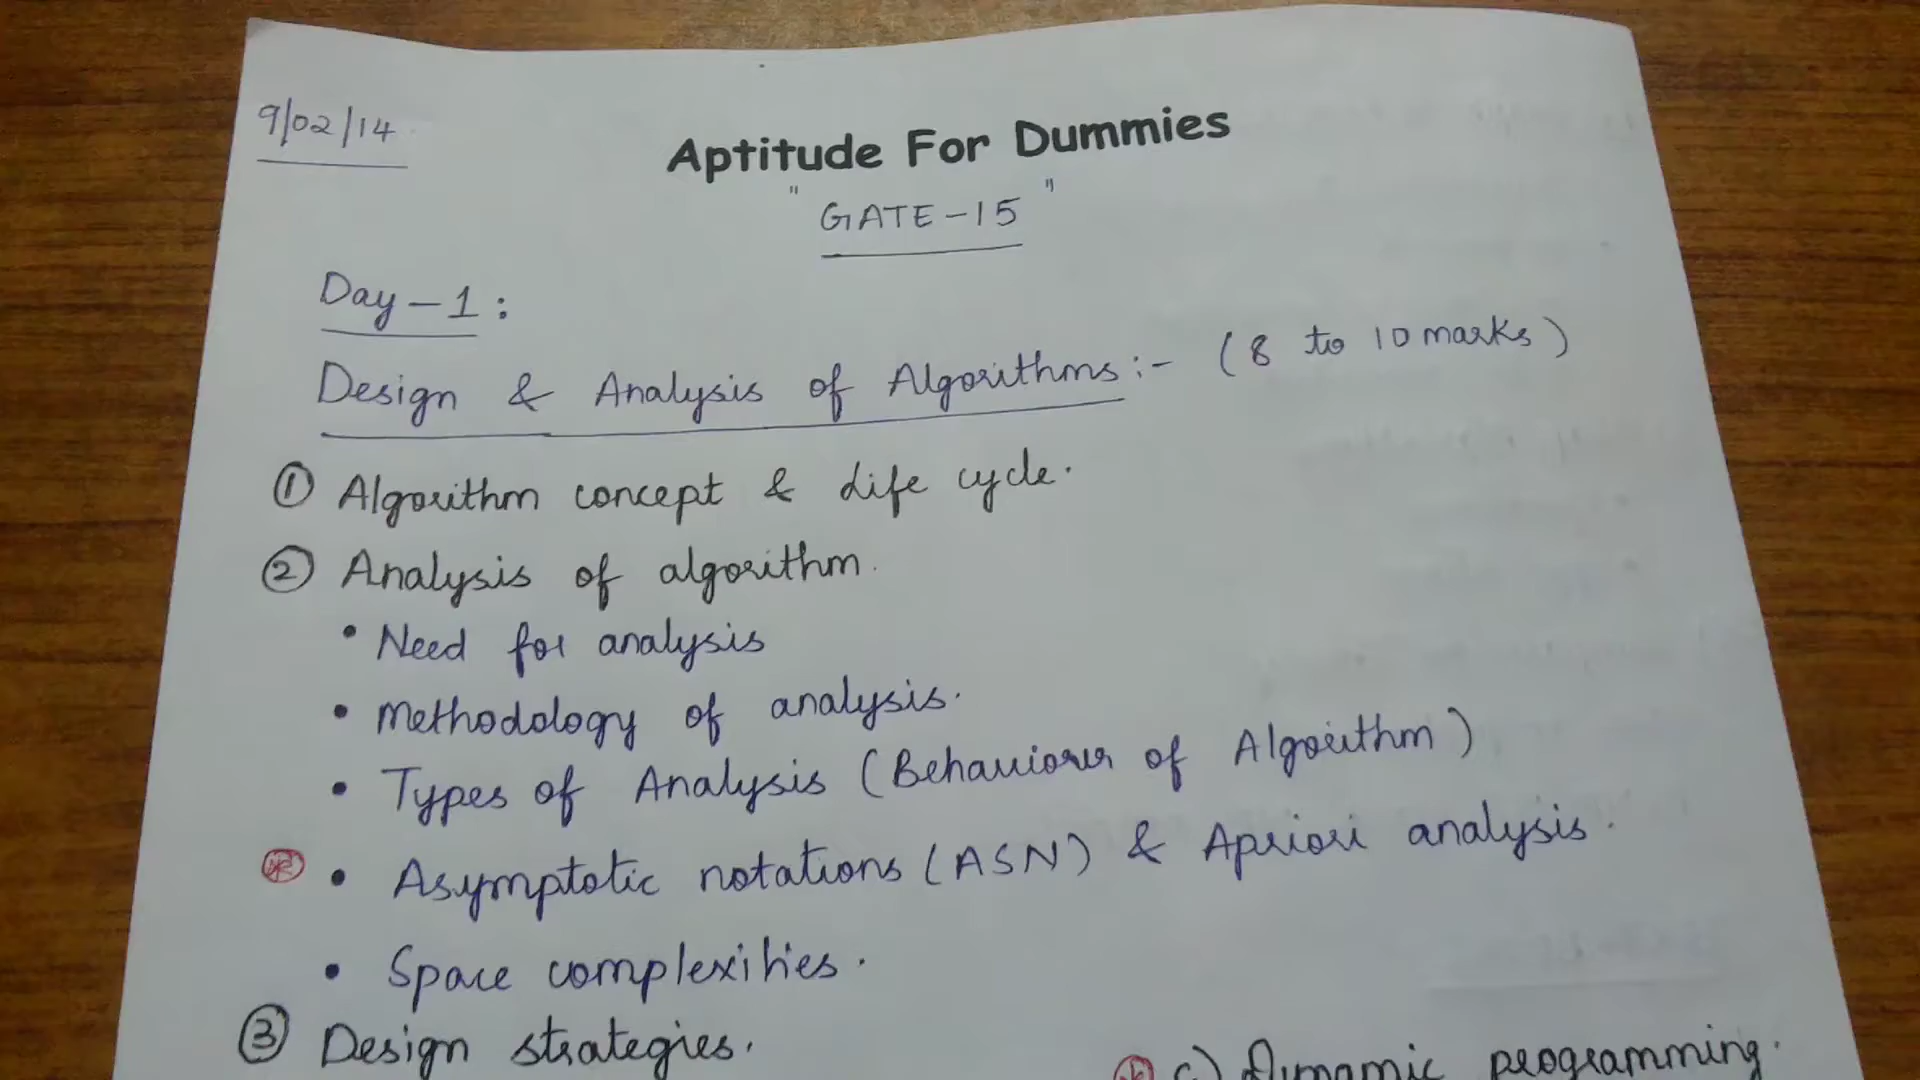 9/02/14
Aptitude For Dummies
"GATE-15"
Day-1:
Design & Analysis of Algorithms:- (8 to 10 marks)
① Algorithm concept & Life cycle.
② Analysis of algorithm.
• Need for analysis
• Methodology of analysis.
• Types of Analysis (Behaviours of Algorithm)
• Asymptotic notations (ASN) & Apriori analysis.
• Space complexities.
③ Design strategies.
c) Dynamic programming.